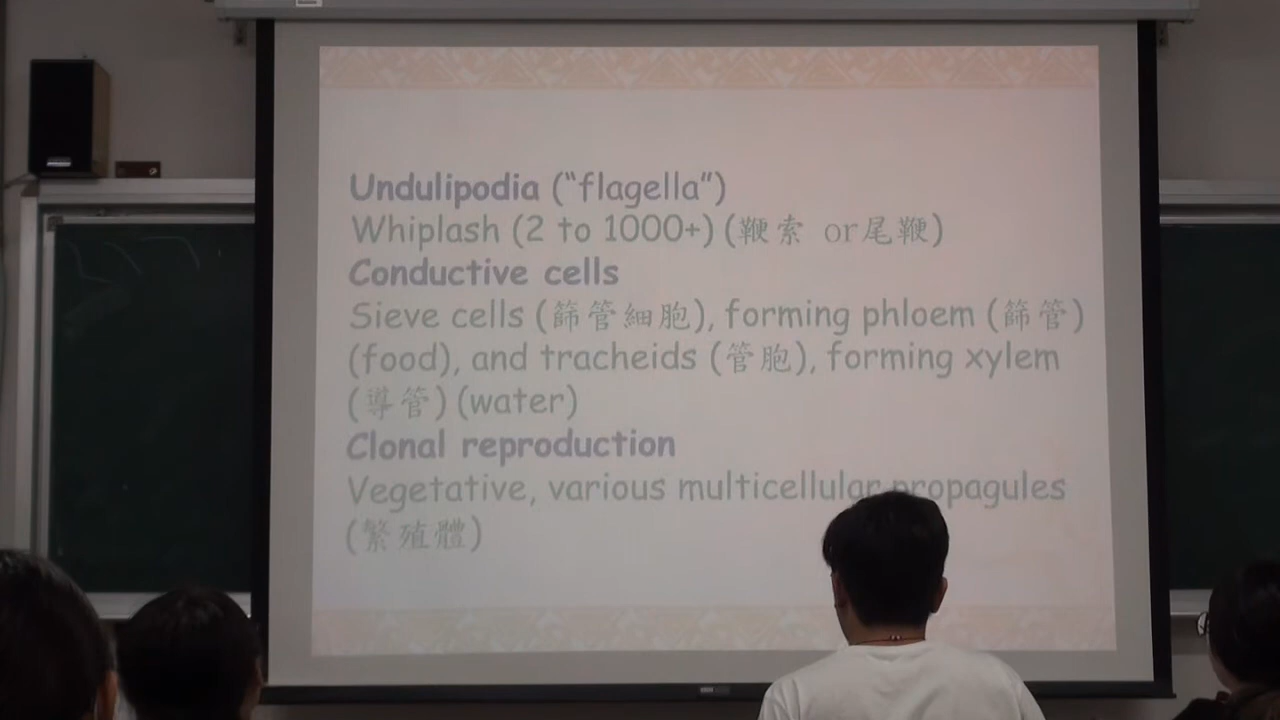 Undulipodia (“flagella”)
Whiplash (2 to 1000+) (鞭索 or尾鞭)
Conductive cells
Sieve cells (篩管細胞), forming phloem (篩管)
(food), and tracheids (管胞), forming xylem
(導管) (water)
Clonal reproduction
Vegetative, various multicellular propagules
(繁殖體)